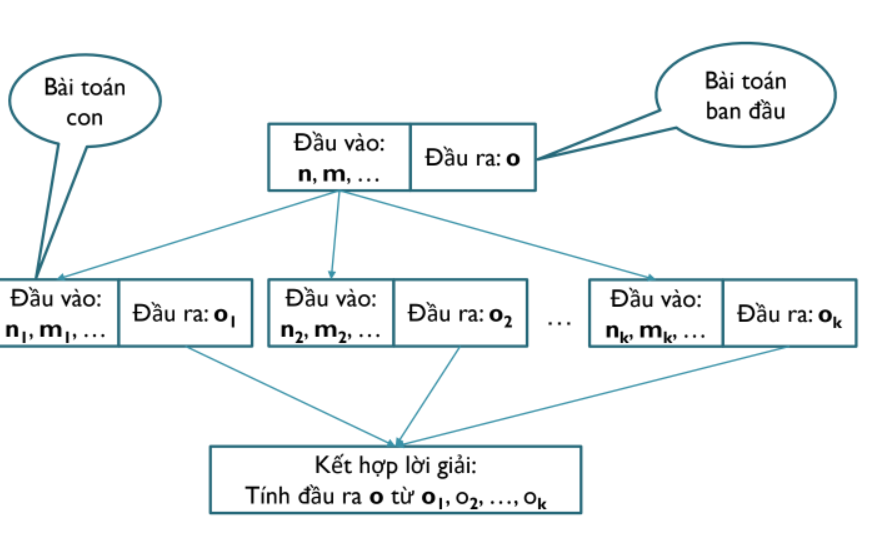 Bài toán
con
Bài toán
ban đầu
Đầu vào:
n, m, …
Đầu ra: o
Đầu vào:
n₁, m₁, …
Đầu ra: o₁
Đầu vào:
n₂, m₂, …
Đầu ra: o₂
…
Đầu vào:
nₖ, mₖ, …
Đầu ra: oₖ
Kết hợp lời giải:
Tính đầu ra o từ o₁, o₂, …, oₖ